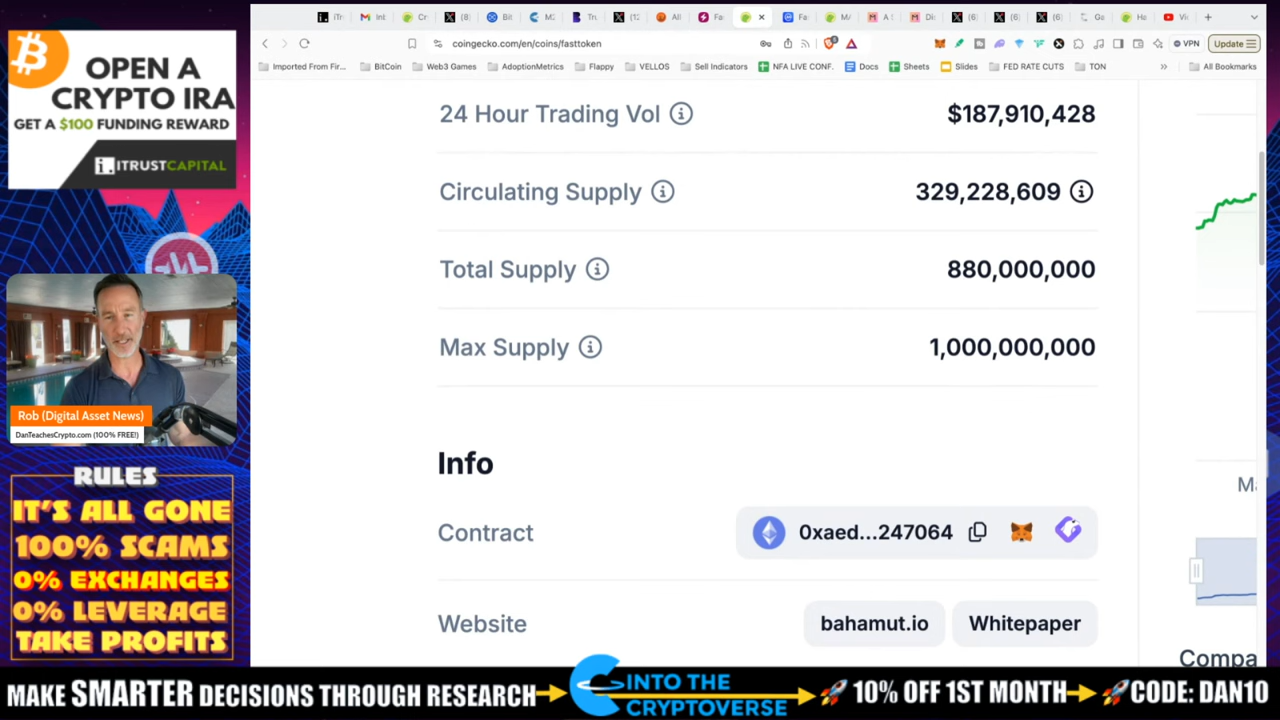 OPEN A
CRYPTO IRA
GET A $100 FUNDING REWARD
i. iTRUSTCAPITAL
Rob (Digital Asset News)
DanTeachesCrypto.com (100% FREE!)
RULES
IT'S ALL GONE
100% SCAMS
0% EXCHANGES
0% LEVERAGE
TAKE PROFITS
coingecko.com/en/coins/fasttoken
VPN
Update
Imported From Fir...
BitCoin
Web3 Games
AdoptionMetrics
Flappy
VELLOS
Sell Indicators
NFA LIVE CONF.
Docs
Sheets
Slides
FED RATE CUTS
TON
All Bookmarks
24 Hour Trading Vol $187,910,428
Circulating Supply 329,228,609
Total Supply 880,000,000
Max Supply 1,000,000,000
Info
Contract 0xaed...247064
Website bahamut.io Whitepaper
Compa
MAKE SMARTER DECISIONS THROUGH RESEARCH
INTO THE
CRYPTOVERSE
10% OFF 1ST MONTH
CODE: DAN10